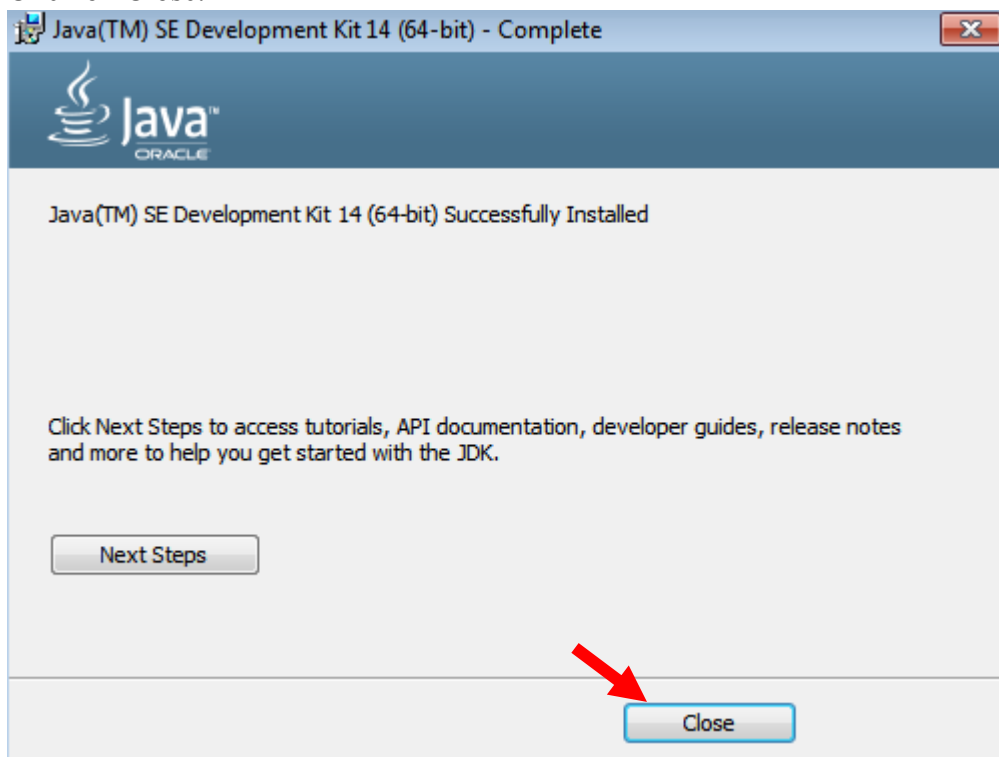 Java(TM) SE Development Kit 14 (64-bit) - Complete
Java™
ORACLE
Java(TM) SE Development Kit 14 (64-bit) Successfully Installed
Click Next Steps to access tutorials, API documentation, developer guides, release notes
and more to help you get started with the JDK.
Next Steps
Close